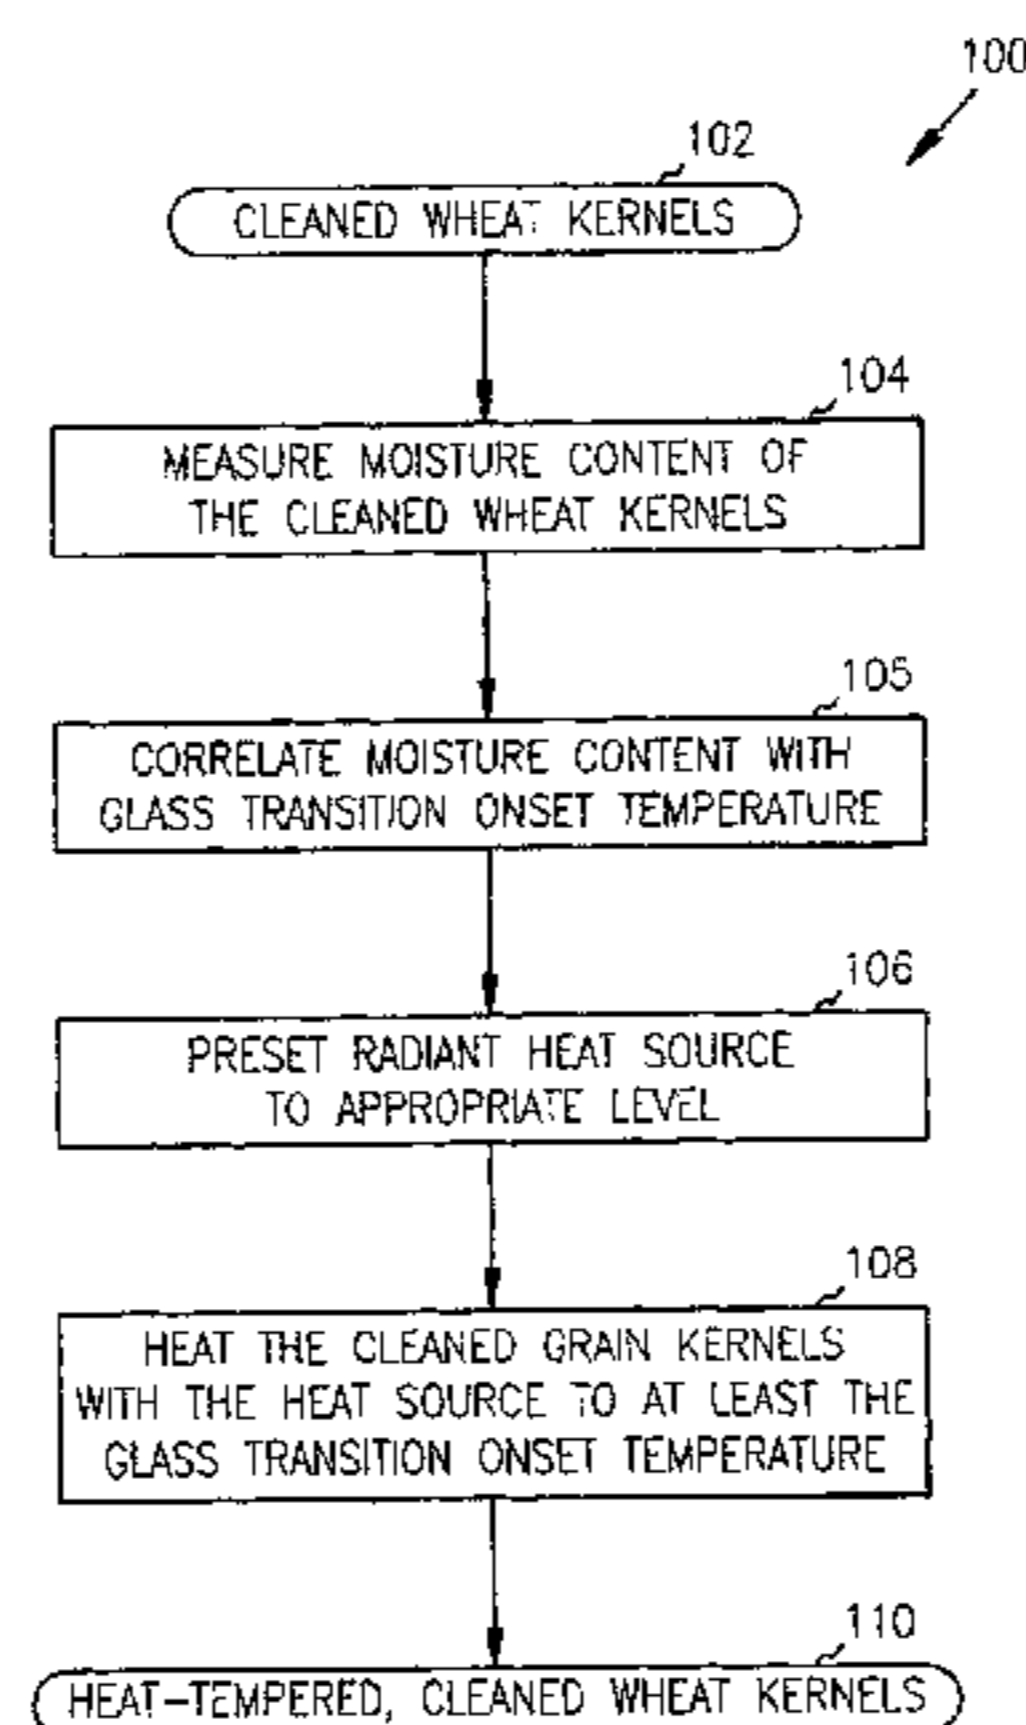 100
102
CLEANED WHEAT KERNELS
104
MEASURE MOISTURE CONTENT OF
THE CLEANED WHEAT KERNELS
105
CORRELATE MOISTURE CONTENT WITH
GLASS TRANSITION ONSET TEMPERATURE
106
PRESET RADIANT HEAT SOURCE
TO APPROPRIATE LEVEL
108
HEAT THE CLEANED GRAIN KERNELS
WITH THE HEAT SOURCE TO AT LEAST THE
GLASS TRANSITION ONSET TEMPERATURE
110
HEAT-TEMPERED, CLEANED WHEAT KERNELS